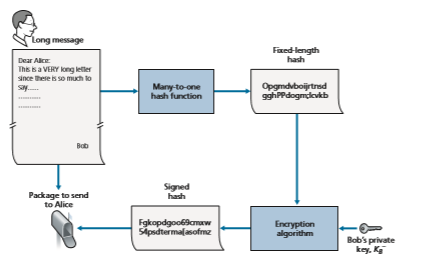 Long message
Dear Alice:
This is a VERY long letter
since there is so much to
say.....
..........
..........
Bob
Many-to-one
hash function
Fixed-length
hash
Opgmdvboijrtnsd
gghPPdogm;lcvkb
Package to send
to Alice
Signed
hash
Fgkopdgoo69cmxw
54psdterma[asofmz
Encryption
algorithm
Bob's private
key, K⁻B